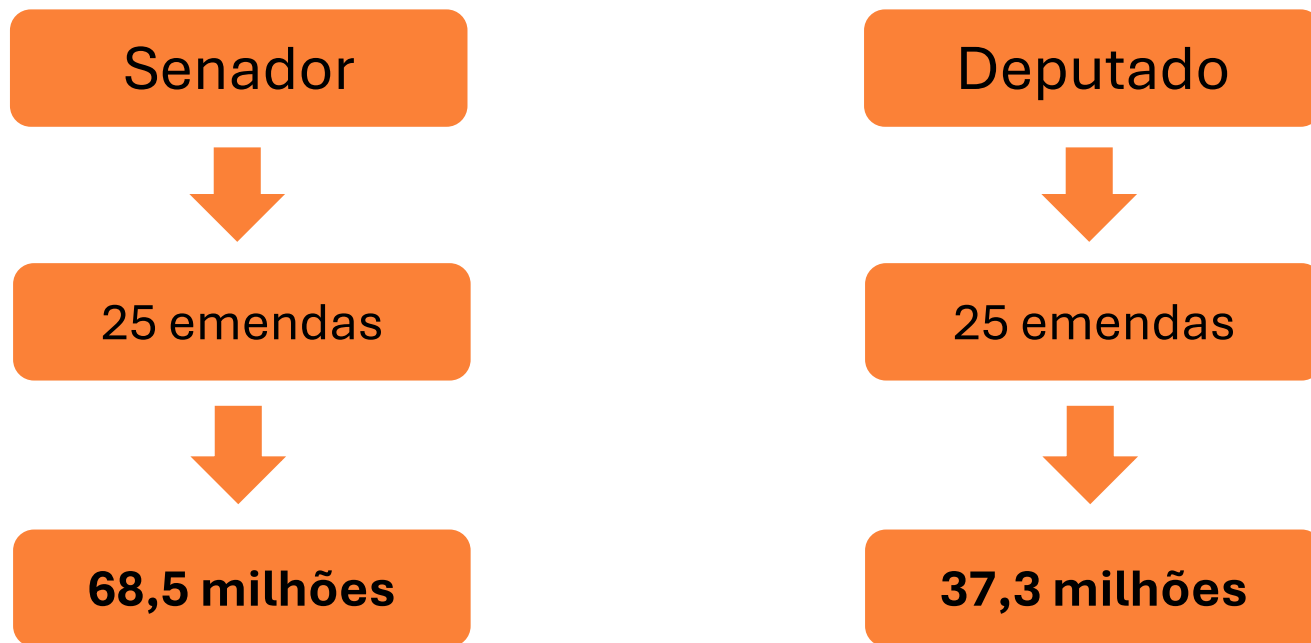 Senador
Deputado
25 emendas
25 emendas
68,5 milhões
37,3 milhões